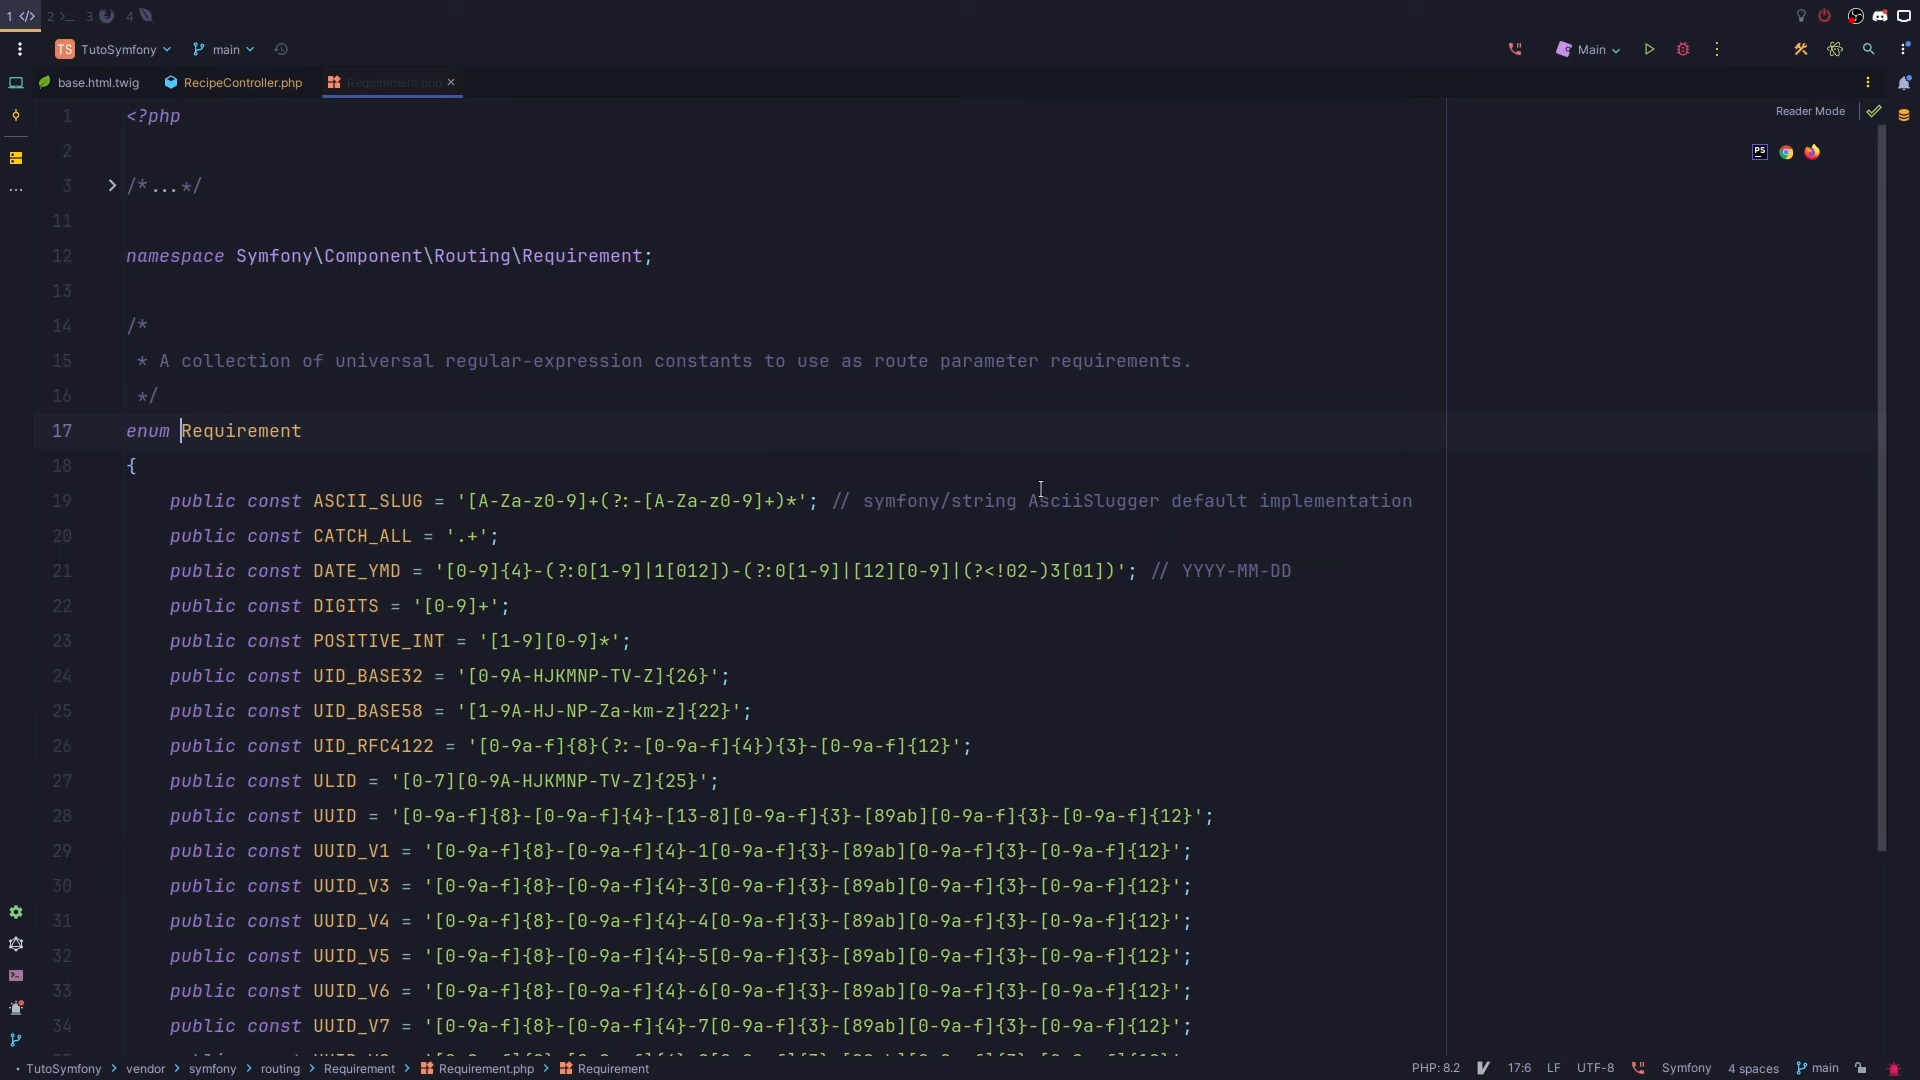 1 </> 2 3 4
TS TutoSymfony main Main
base.html.twig RecipeController.php Requirement.php
Reader Mode
1 <?php
2
3 /*...*/
11
12 namespace Symfony\Component\Routing\Requirement;
13
14 /*
15 * A collection of universal regular-expression constants to use as route parameter requirements.
16 */
17 enum Requirement
18 {
19 public const ASCII_SLUG = '[A-Za-z0-9]+(?:-[A-Za-z0-9]+)*'; // symfony/string AsciiSlugger default implementation
20 public const CATCH_ALL = '.+';
21 public const DATE_YMD = '[0-9]{4}-(?:0[1-9]|1[012])-(?:0[1-9]|[12][0-9]|(?<!02-)3[01])'; // YYYY-MM-DD
22 public const DIGITS = '[0-9]+';
23 public const POSITIVE_INT = '[1-9][0-9]*';
24 public const UID_BASE32 = '[0-9A-HJKMNP-TV-Z]{26}';
25 public const UID_BASE58 = '[1-9A-HJ-NP-Za-km-z]{22}';
26 public const UID_RFC4122 = '[0-9a-f]{8}(?:-[0-9a-f]{4}){3}-[0-9a-f]{12}';
27 public const ULID = '[0-7][0-9A-HJKMNP-TV-Z]{25}';
28 public const UUID = '[0-9a-f]{8}-[0-9a-f]{4}-[13-8][0-9a-f]{3}-[89ab][0-9a-f]{3}-[0-9a-f]{12}';
29 public const UUID_V1 = '[0-9a-f]{8}-[0-9a-f]{4}-1[0-9a-f]{3}-[89ab][0-9a-f]{3}-[0-9a-f]{12}';
30 public const UUID_V3 = '[0-9a-f]{8}-[0-9a-f]{4}-3[0-9a-f]{3}-[89ab][0-9a-f]{3}-[0-9a-f]{12}';
31 public const UUID_V4 = '[0-9a-f]{8}-[0-9a-f]{4}-4[0-9a-f]{3}-[89ab][0-9a-f]{3}-[0-9a-f]{12}';
32 public const UUID_V5 = '[0-9a-f]{8}-[0-9a-f]{4}-5[0-9a-f]{3}-[89ab][0-9a-f]{3}-[0-9a-f]{12}';
33 public const UUID_V6 = '[0-9a-f]{8}-[0-9a-f]{4}-6[0-9a-f]{3}-[89ab][0-9a-f]{3}-[0-9a-f]{12}';
34 public const UUID_V7 = '[0-9a-f]{8}-[0-9a-f]{4}-7[0-9a-f]{3}-[89ab][0-9a-f]{3}-[0-9a-f]{12}';
TutoSymfony > vendor > symfony > routing > Requirement > Requirement.php > Requirement PHP: 8.2 17:6 LF UTF-8 Symfony 4 spaces main